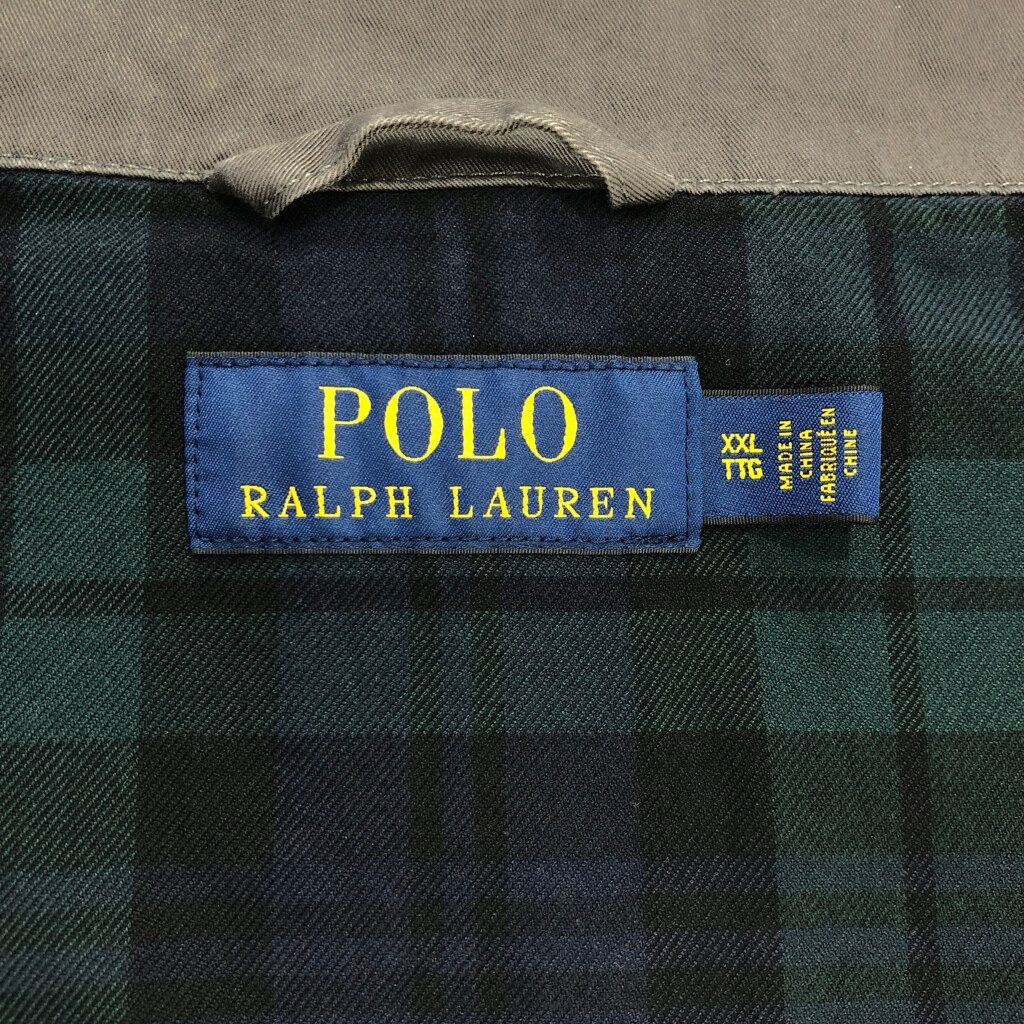 POLO
RALPH LAUREN
XXL
TTG
MADE IN
CHINA
FABRIQUÉ EN
CHINE